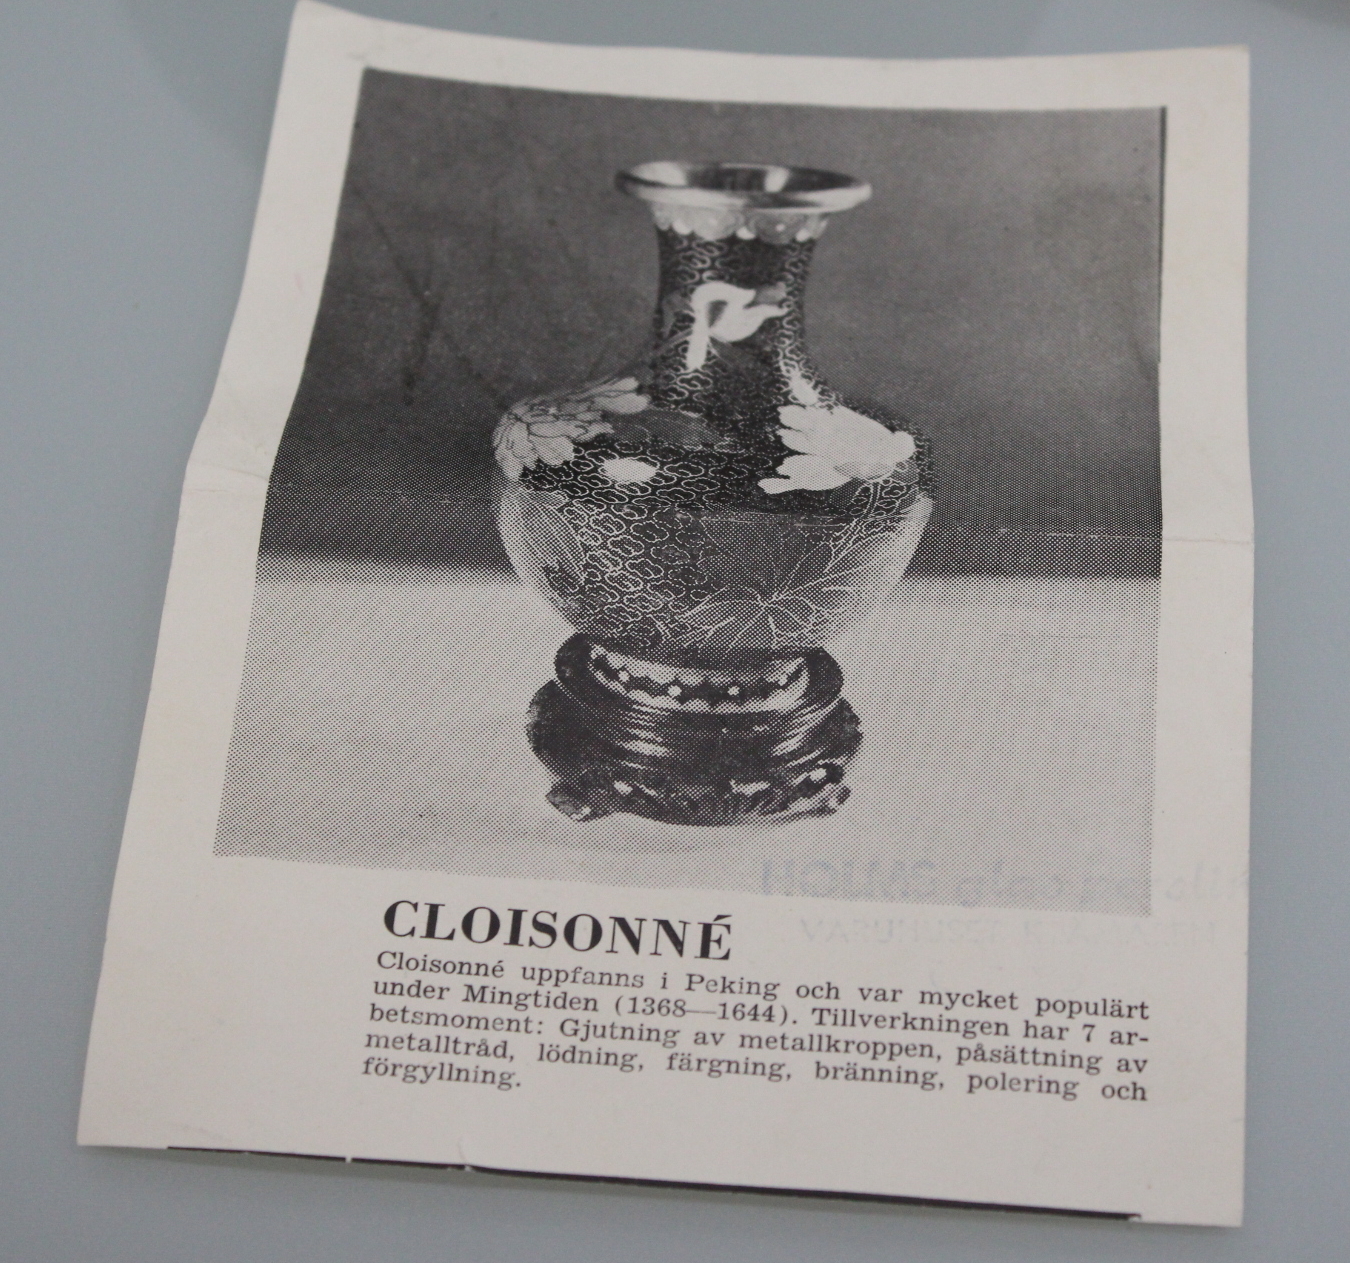 CLOISONNÉ
Cloisonné uppfanns i Peking och var mycket populärt
under Mingtiden (1368—1644). Tillverkningen har 7 ar-
betsmoment: Gjutning av metallkroppen, påsättning av
metalltråd, lödning, färgning, bränning, polering och
förgyllning.